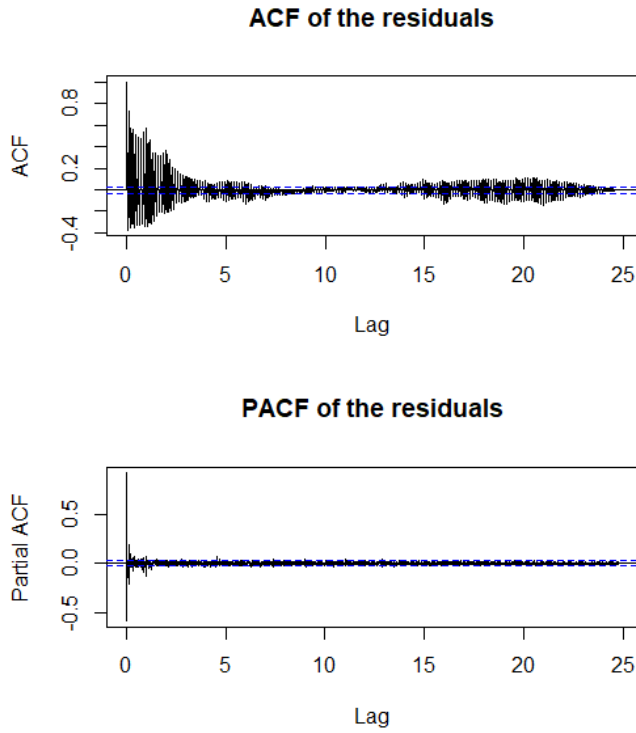 ACF of the residuals
0.8
0.2
-0.4
ACF
0 5 10 15 20 25
Lag
PACF of the residuals
0.5
0.0
-0.5
Partial ACF
0 5 10 15 20 25
Lag